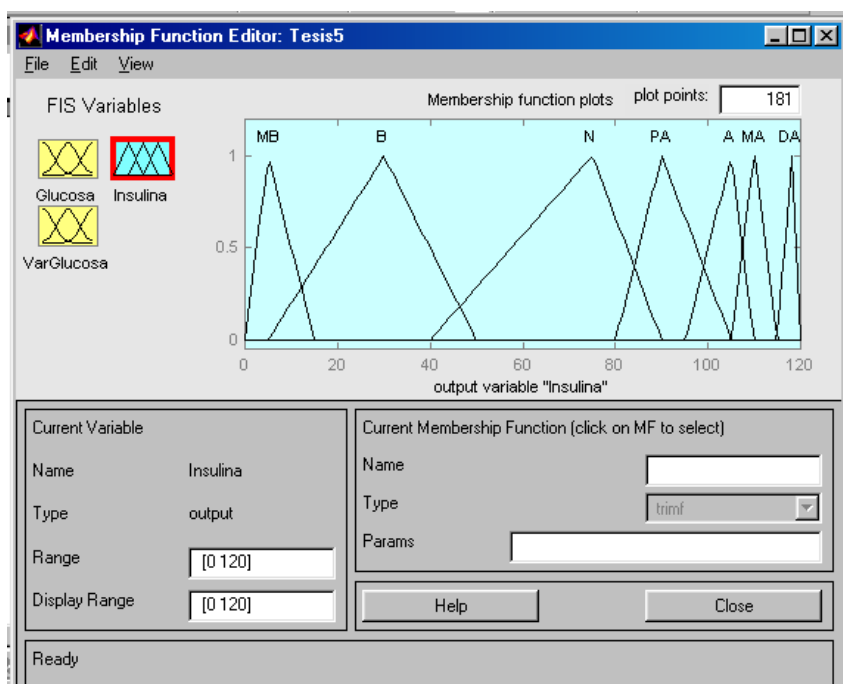 Membership Function Editor: Tesis5
File Edit View
FIS Variables
Membership function plots plot points: 181
MB B N PA A MA DA
1
Glucosa Insulina
0.5
VarGlucosa
0
0 20 40 60 80 100 120
output variable "Insulina"
Current Variable
Name Insulina
Type output
Range [0 120]
Display Range [0 120]
Current Membership Function (click on MF to select)
Name
Type trimf
Params
Help Close
Ready